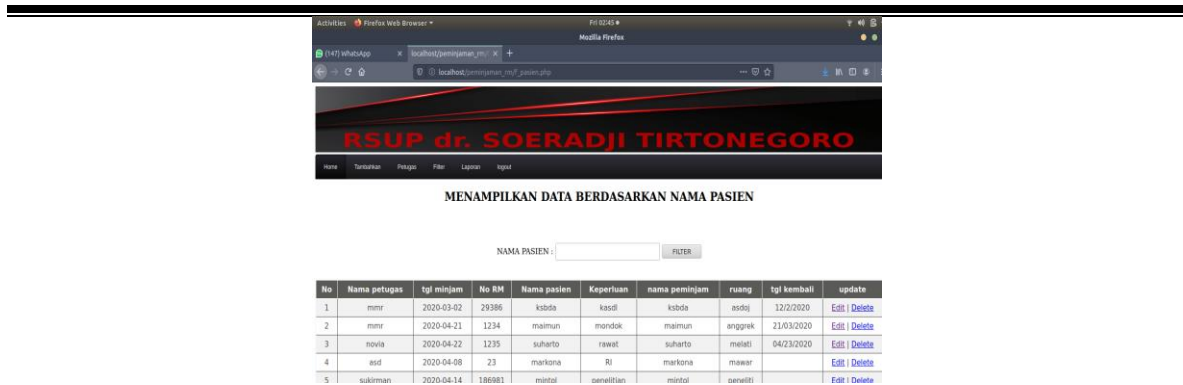 Activities Firefox Web Browser Fri 02:45
Mozilla Firefox
(147) WhatsApp × localhost/peminjaman_rm/ × +
localhost/peminjaman_rm/f_pasien.php
RSUP dr. SOERADJI TIRTONEGORO
Home Tambahkan Petugas Filter Laporan logout
MENAMPILKAN DATA BERDASARKAN NAMA PASIEN
NAMA PASIEN : FILTER
No Nama petugas tgl minjam No RM Nama pasien Keperluan nama peminjam ruang tgl kembali update
1 mmr 2020-03-02 29386 ksbda kasdl ksbda asdoj 12/2/2020 Edit | Delete
2 mmr 2020-04-21 1234 maimun mondok maimun anggrek 21/03/2020 Edit | Delete
3 novia 2020-04-22 1235 suharto rawat suharto melati 04/23/2020 Edit | Delete
4 asd 2020-04-08 23 markona RI markona mawar Edit | Delete
5 sukirman 2020-04-14 186981 mintol penelitian mintol peneliti Edit | Delete